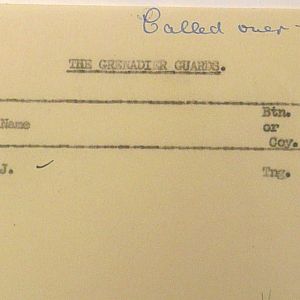 Called over -
THE GRENADIER GUARDS.
Btn.
Name or
Coy.
J. ✓ Tng.